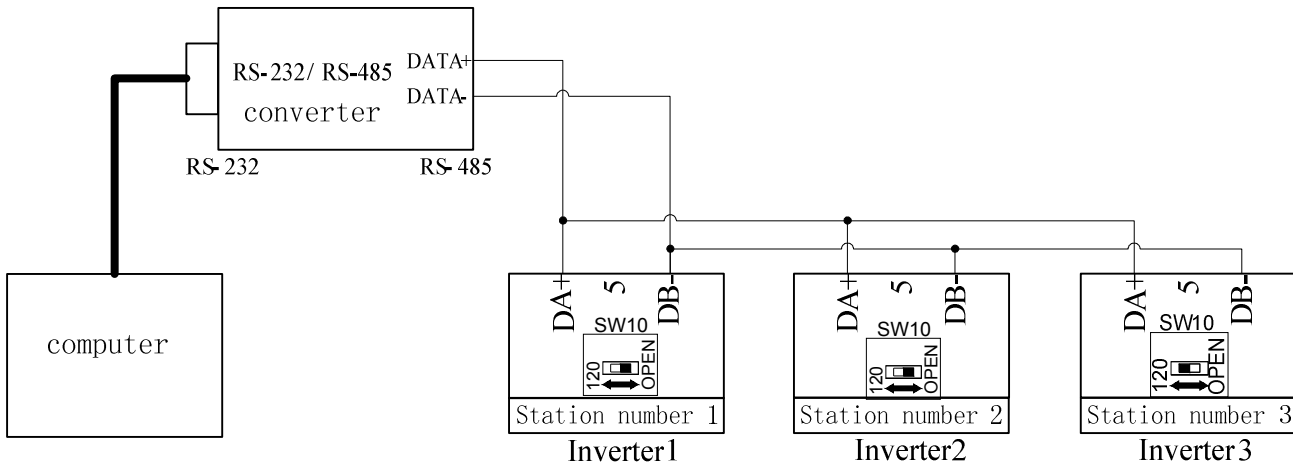 RS-232/ RS-485
converter
DATA+
DATA-
RS-232
RS-485
computer
DA+
5
DB-
SW10
120
OPEN
Station number 1
Inverter1
DA+
5
DB-
SW10
120
OPEN
Station number 2
Inverter2
DA+
5
DB-
SW10
120
OPEN
Station number 3
Inverter3